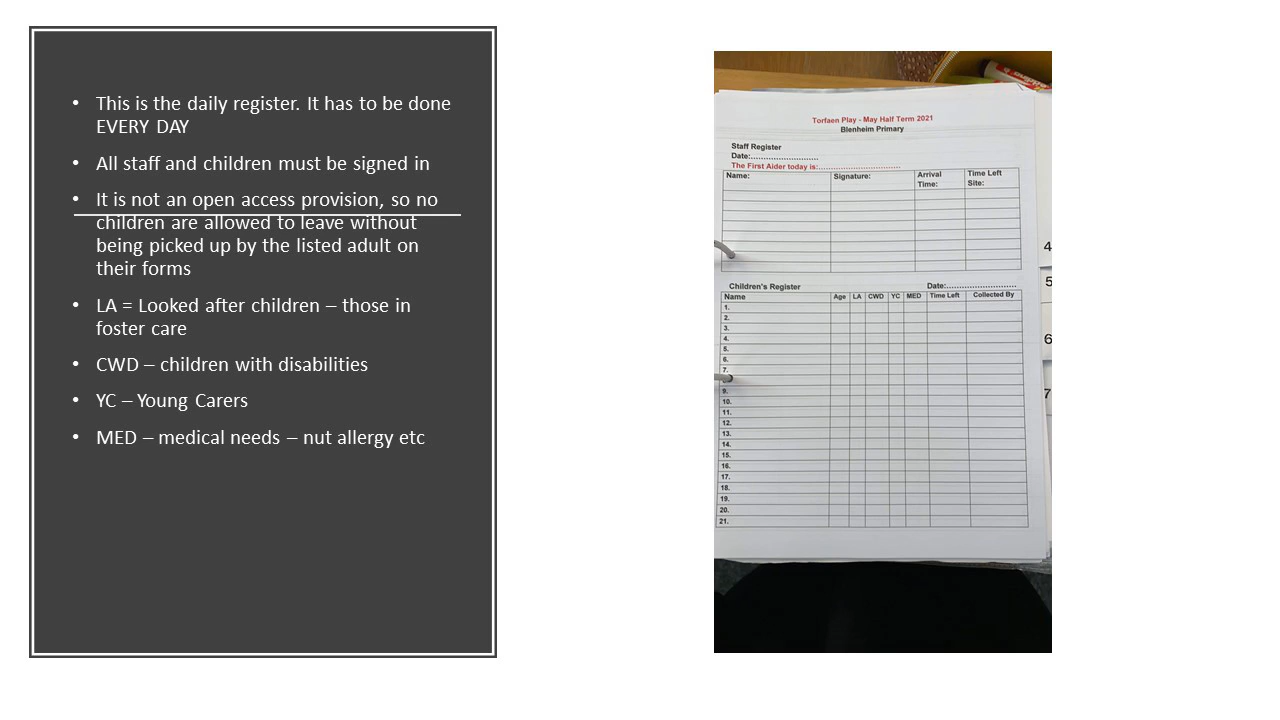 • This is the daily register. It has to be done
EVERY DAY
• All staff and children must be signed in
• It is not an open access provision, so no
children are allowed to leave without
being picked up by the listed adult on
their forms
• LA = Looked after children – those in
foster care
• CWD – children with disabilities
• YC – Young Carers
• MED – medical needs – nut allergy etc
Torfaen Play - May Half Term 2021
Blenheim Primary
Staff Register
Date:............................
The First Aider today is:..................................
Name: Signature: Arrival Time: Time Left Site:
Children's Register Date:............................
Name Age LA CWD YC MED Time Left Collected By
1.
2.
3.
4.
5.
6.
7.
9.
10.
11.
12.
13.
14.
15.
16.
17.
18.
19.
20.
21.
4
5
6
7